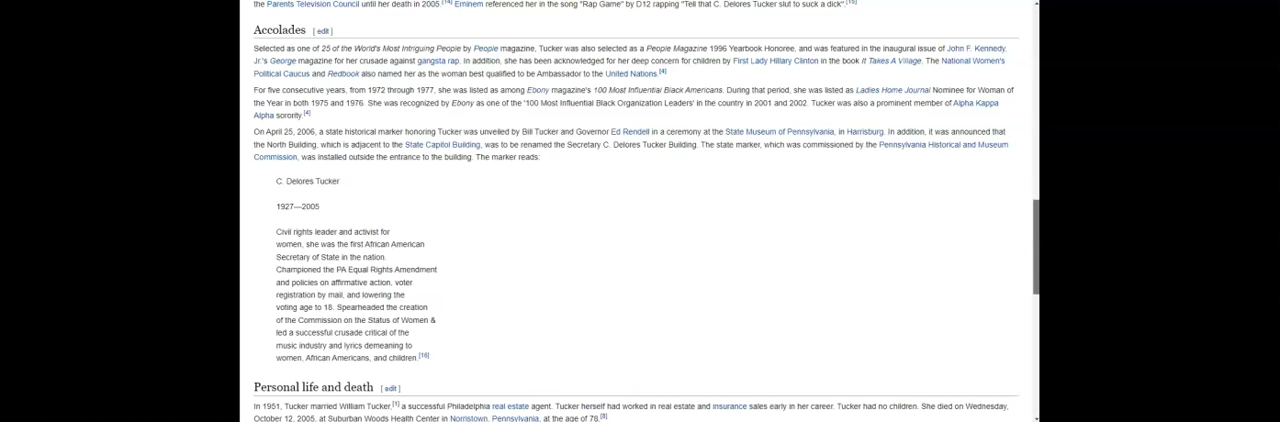 the Parents Television Council until her death in 2005.[14] Eminem referenced her in the song "Rap Game" by D12 rapping "Tell that C. Delores Tucker slut to suck a dick".[15]
Accolades [ edit ]
Selected as one of 25 of the World's Most Intriguing People by People magazine, Tucker was also selected as a People Magazine 1996 Yearbook Honoree, and was featured in the inaugural issue of John F. Kennedy,
Jr.'s George magazine for her crusade against gangsta rap. In addition, she has been acknowledged for her deep concern for children by First Lady Hillary Clinton in the book It Takes A Village. The National Women's
Political Caucus and Redbook also named her as the woman best qualified to be Ambassador to the United Nations.[4]
For five consecutive years, from 1972 through 1977, she was listed as among Ebony magazine's 100 Most Influential Black Americans. During that period, she was listed as Ladies Home Journal Nominee for Woman of
the Year in both 1975 and 1976. She was recognized by Ebony as one of the '100 Most Influential Black Organization Leaders' in the country in 2001 and 2002. Tucker was also a prominent member of Alpha Kappa
Alpha sorority.[4]
On April 25, 2006, a state historical marker honoring Tucker was unveiled by Bill Tucker and Governor Ed Rendell in a ceremony at the State Museum of Pennsylvania, in Harrisburg. In addition, it was announced that
the North Building, which is adjacent to the State Capitol Building, was to be renamed the Secretary C. Delores Tucker Building. The state marker, which was commissioned by the Pennsylvania Historical and Museum
Commission, was installed outside the entrance to the building. The marker reads:
C. Delores Tucker
1927—2005
Civil rights leader and activist for
women, she was the first African American
Secretary of State in the nation.
Championed the PA Equal Rights Amendment
and policies on affirmative action, voter
registration by mail, and lowering the
voting age to 18. Spearheaded the creation
of the Commission on the Status of Women &
led a successful crusade critical of the
music industry and lyrics demeaning to
women, African Americans, and children.[16]
Personal life and death [ edit ]
In 1951, Tucker married William Tucker,[1] a successful Philadelphia real estate agent. Tucker herself had worked in real estate and insurance sales early in her career. Tucker had no children. She died on Wednesday,
October 12, 2005, at Suburban Woods Health Center in Norristown, Pennsylvania, at the age of 78.[8]